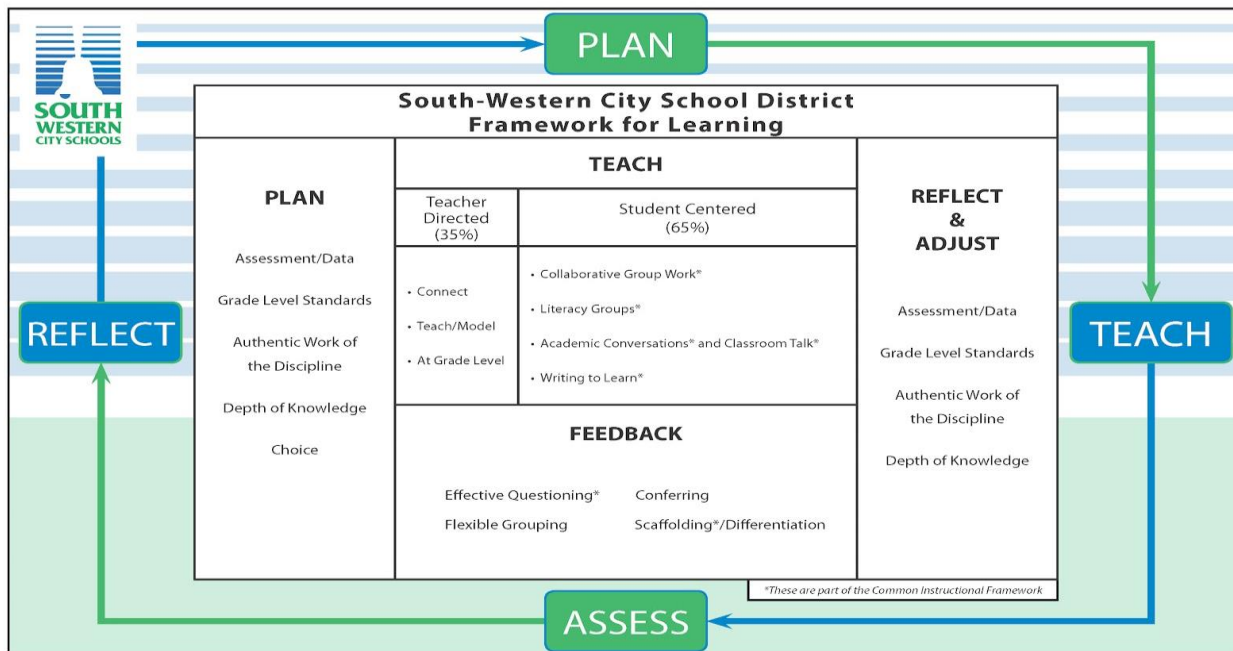 SOUTH
WESTERN
CITY SCHOOLS
PLAN
South-Western City School District
Framework for Learning
PLAN
Assessment/Data
Grade Level Standards
Authentic Work of
the Discipline
Depth of Knowledge
Choice
TEACH
Teacher
Directed
(35%)
Student Centered
(65%)
• Connect
• Teach/Model
• At Grade Level
• Collaborative Group Work*
• Literacy Groups*
• Academic Conversations* and Classroom Talk*
• Writing to Learn*
FEEDBACK
Effective Questioning* Conferring
Flexible Grouping Scaffolding*/Differentiation
REFLECT
&
ADJUST
Assessment/Data
Grade Level Standards
Authentic Work of
the Discipline
Depth of Knowledge
*These are part of the Common Instructional Framework
REFLECT
TEACH
ASSESS